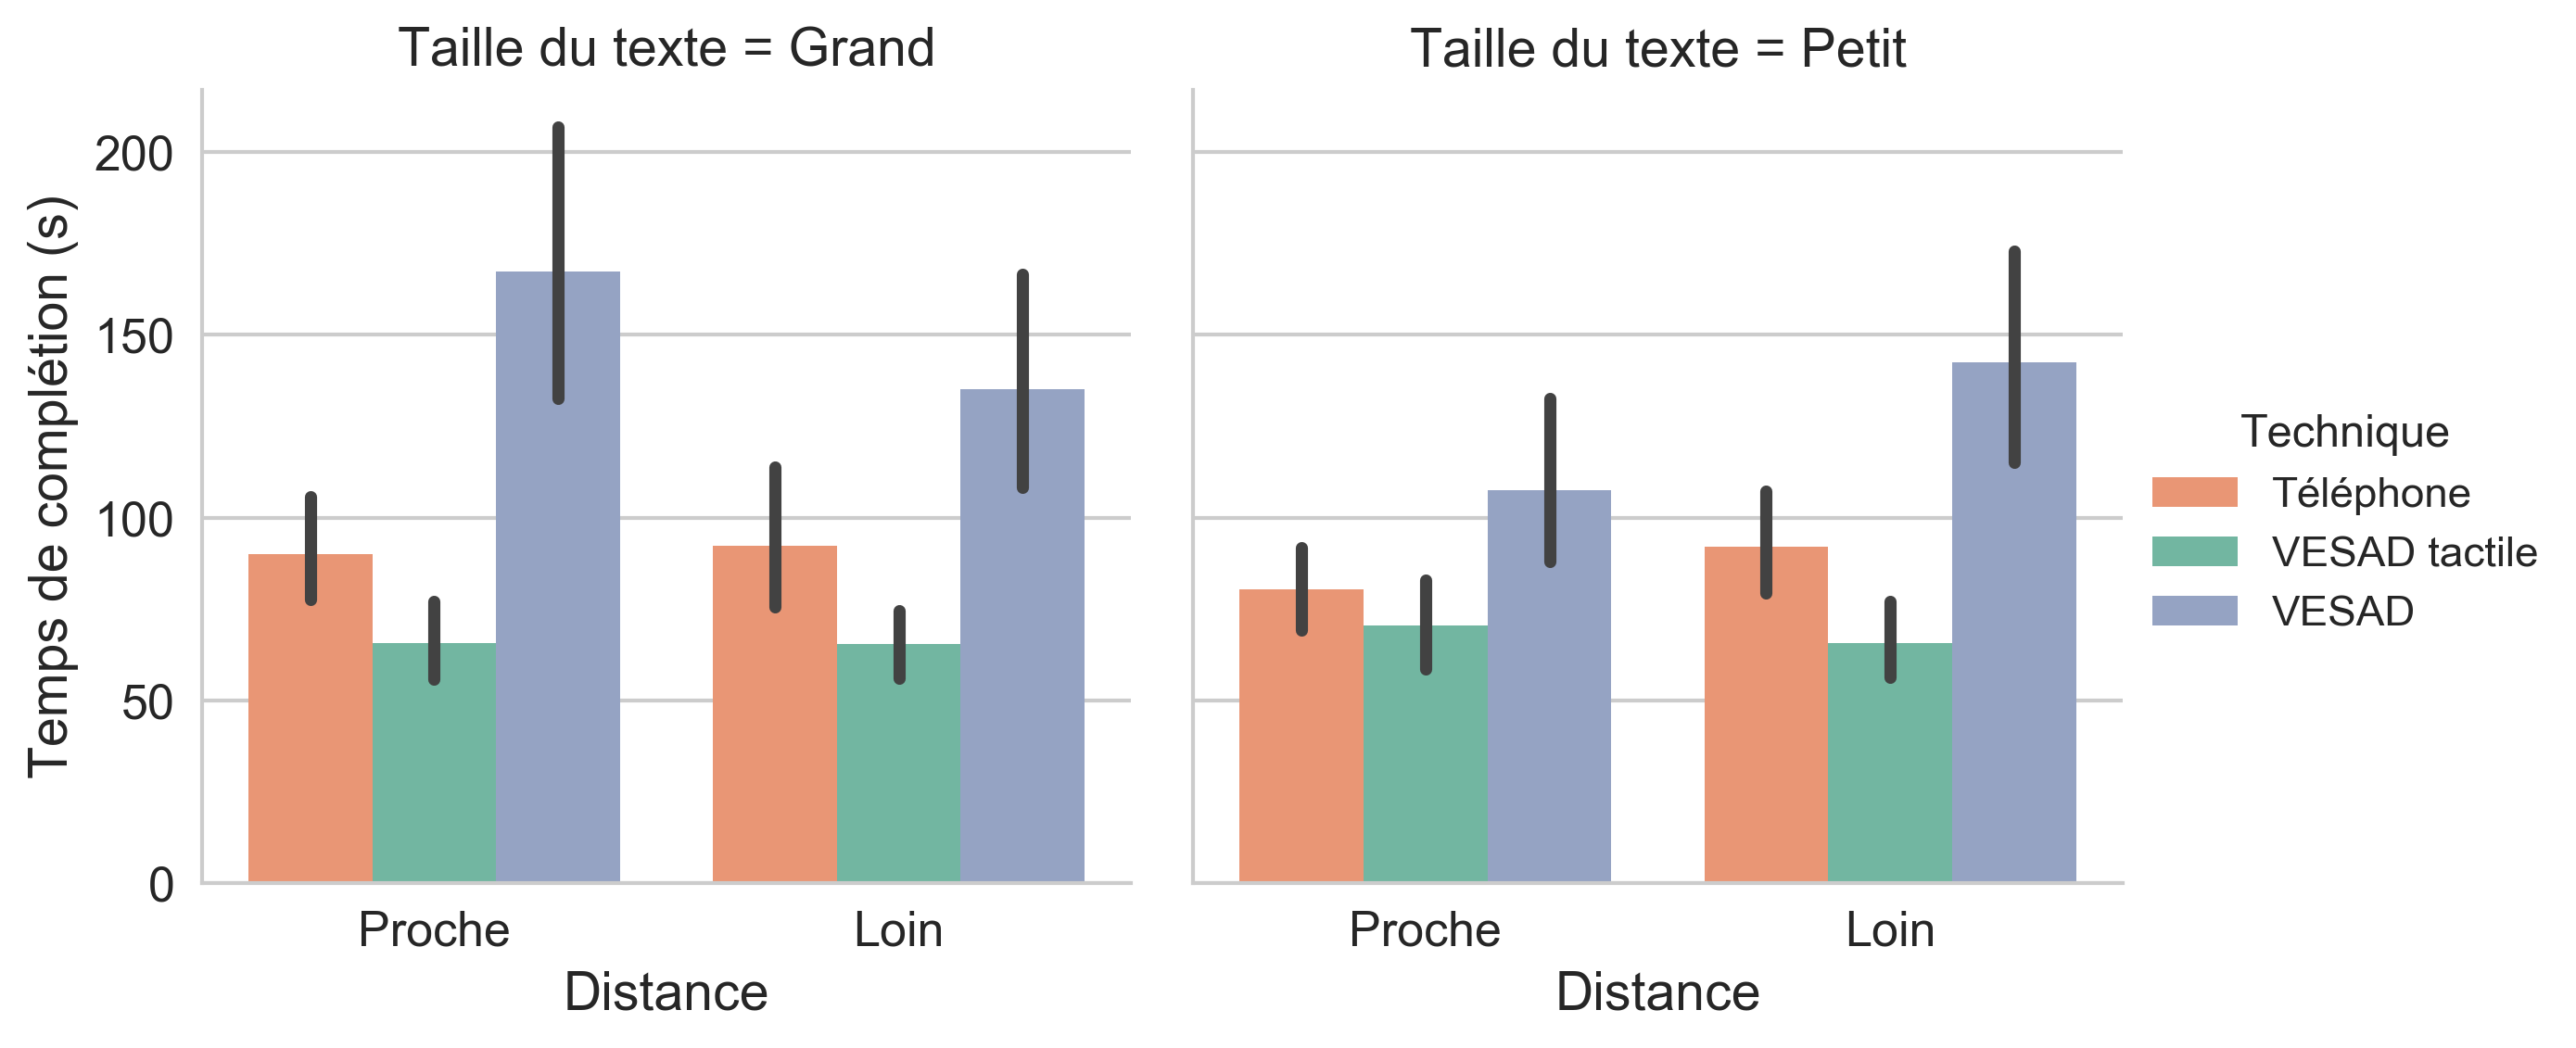 Taille du texte = Grand
Taille du texte = Petit
Temps de complétion (s)
200
150
100
50
0
Proche
Loin
Proche
Loin
Distance
Distance
Technique
Téléphone
VESAD tactile
VESAD